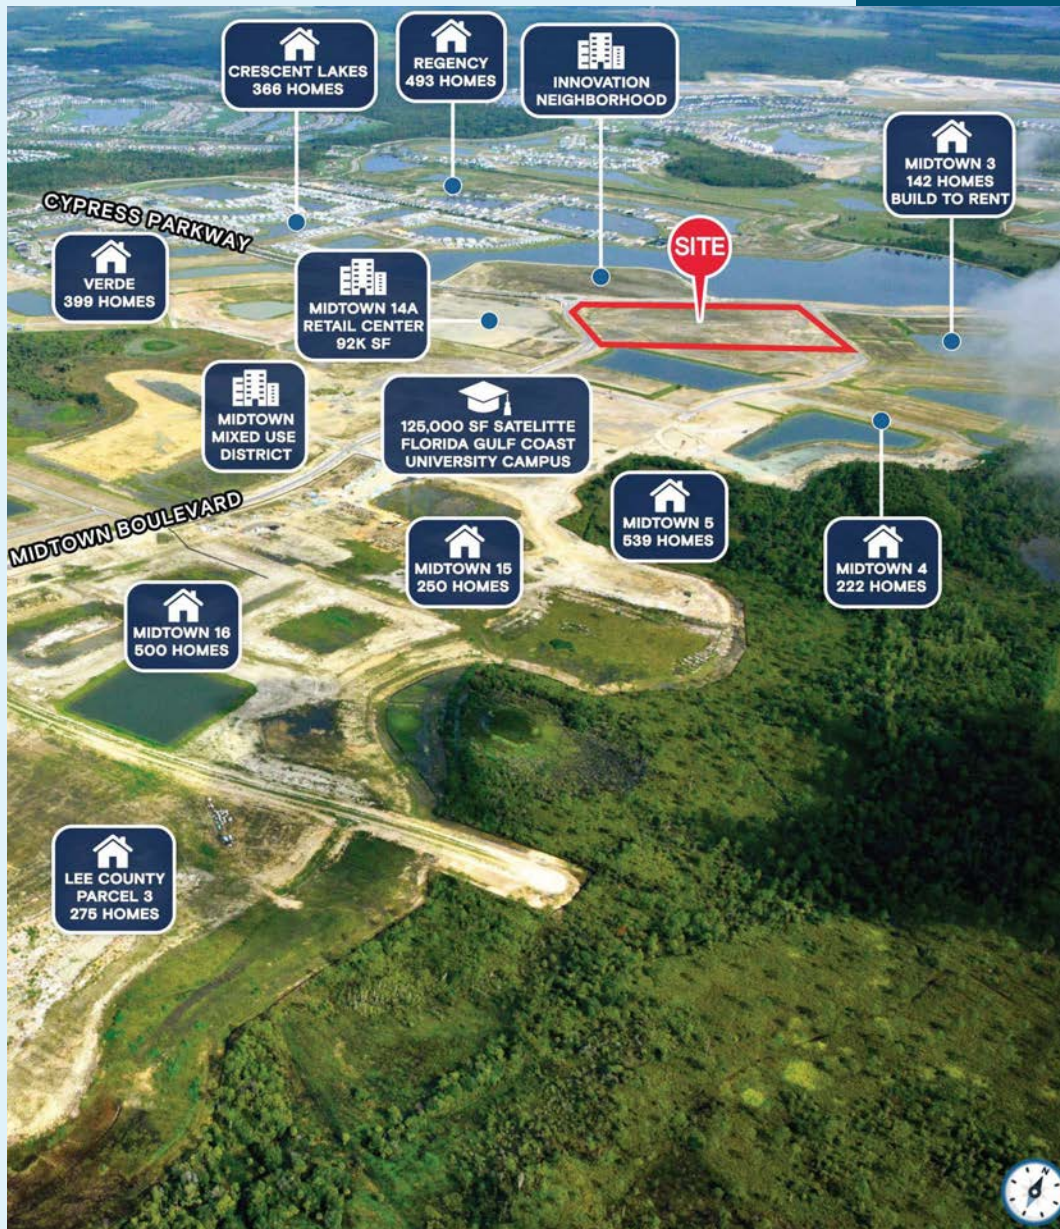 CRESCENT LAKES
366 HOMES
REGENCY
493 HOMES
INNOVATION
NEIGHBORHOOD
MIDTOWN 3
142 HOMES
BUILD TO RENT
CYPRESS PARKWAY
SITE
VERDE
399 HOMES
MIDTOWN 14A
RETAIL CENTER
92K SF
MIDTOWN
MIXED USE
DISTRICT
125,000 SF SATELITTE
FLORIDA GULF COAST
UNIVERSITY CAMPUS
MIDTOWN BOULEVARD
MIDTOWN 5
539 HOMES
MIDTOWN 15
250 HOMES
MIDTOWN 4
222 HOMES
MIDTOWN 16
500 HOMES
LEE COUNTY
PARCEL 3
275 HOMES
N